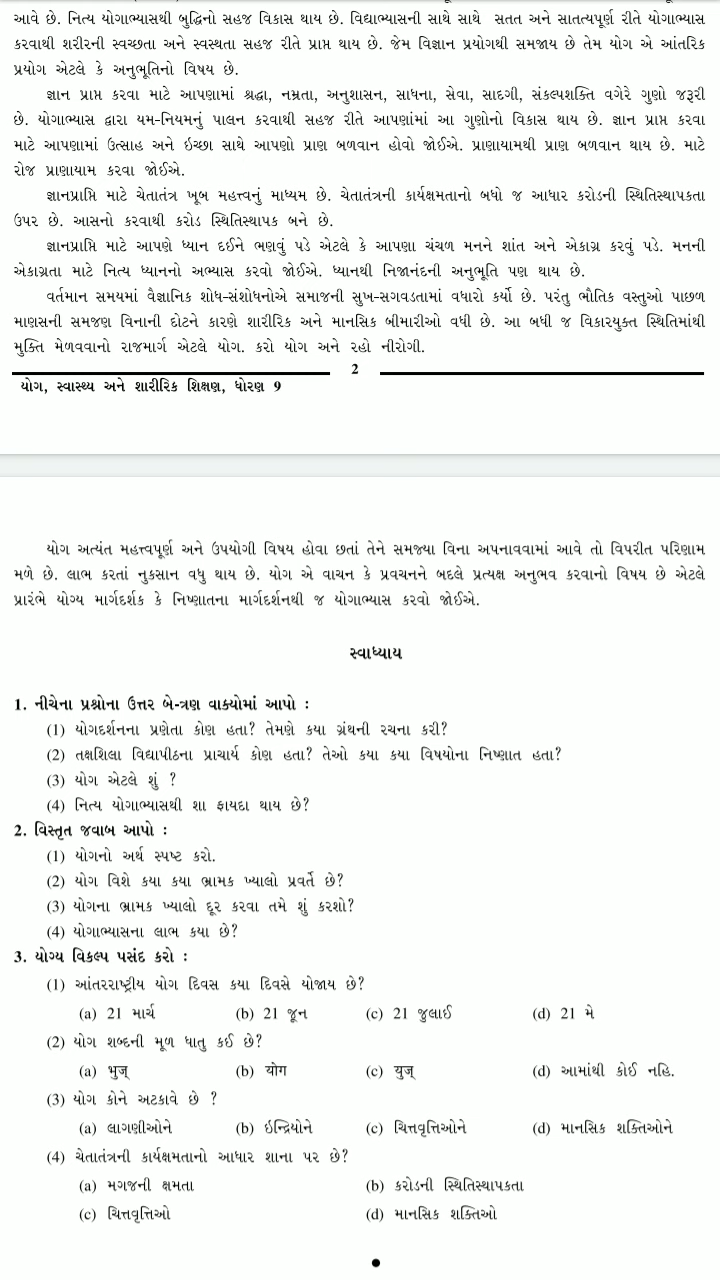 આવે છે. નિત્ય યોગાભ્યાસથી બુદ્ધિનો સહજ વિકાસ થાય છે. વિદ્યાભ્યાસની સાથે સાથે સતત અને સાતત્યપૂર્ણ રીતે યોગાભ્યાસ
કરવાથી શરીરની સ્વચ્છતા અને સ્વસ્થતા સહજ રીતે પ્રાપ્ત થાય છે. જેમ વિજ્ઞાન પ્રયોગથી સમજાય છે તેમ યોગ એ આંતરિક
પ્રયોગ એટલે કે અનુભૂતિનો વિષય છે.
જ્ઞાન પ્રાપ્ત કરવા માટે આપણામાં શ્રદ્ધા, નમ્રતા, અનુશાસન, સાધના, સેવા, સાદગી, સંકલ્પશક્તિ વગેરે ગુણો જરૂરી
છે. યોગાભ્યાસ દ્વારા યમ-નિયમનું પાલન કરવાથી સહજ રીતે આપણાંમાં આ ગુણોનો વિકાસ થાય છે. જ્ઞાન પ્રાપ્ત કરવા
માટે આપણામાં ઉત્સાહ અને ઇચ્છા સાથે આપણો પ્રાણ બળવાન હોવો જોઈએ. પ્રાણાયામથી પ્રાણ બળવાન થાય છે. માટે
રોજ પ્રાણાયામ કરવા જોઈએ.
જ્ઞાનપ્રાપ્તિ માટે ચેતાતંત્ર ખૂબ મહત્ત્વનું માધ્યમ છે. ચેતાતંત્રની કાર્યક્ષમતાનો બધો જ આધાર કરોડની સ્થિતિસ્થાપકતા
ઉપર છે. આસનો કરવાથી કરોડ સ્થિતિસ્થાપક બને છે.
જ્ઞાનપ્રાપ્તિ માટે આપણે ધ્યાન દઈને ભણવું પડે એટલે કે આપણા ચંચળ મનને શાંત અને એકાગ્ર કરવું પડે. મનની
એકાગ્રતા માટે નિત્ય ધ્યાનનો અભ્યાસ કરવો જોઈએ. ધ્યાનથી નિજાનંદની અનુભૂતિ પણ થાય છે.
વર્તમાન સમયમાં વૈજ્ઞાનિક શોધ-સંશોધનોએ સમાજની સુખ-સગવડતામાં વધારો કર્યો છે. પરંતુ ભૌતિક વસ્તુઓ પાછળ
માણસની સમજણ વિનાની દોટને કારણે શારીરિક અને માનસિક બીમારીઓ વધી છે. આ બધી જ વિકારયુક્ત સ્થિતિમાંથી
મુક્તિ મેળવવાનો રાજમાર્ગ એટલે યોગ. કરો યોગ અને રહો નીરોગી.
2
યોગ, સ્વાસ્થ્ય અને શારીરિક શિક્ષણ, ધોરણ 9
યોગ અત્યંત મહત્ત્વપૂર્ણ અને ઉપયોગી વિષય હોવા છતાં તેને સમજ્યા વિના અપનાવવામાં આવે તો વિપરીત પરિણામ
મળે છે. લાભ કરતાં નુકસાન વધુ થાય છે. યોગ એ વાચન કે પ્રવચનને બદલે પ્રત્યક્ષ અનુભવ કરવાનો વિષય છે એટલે
પ્રારંભે યોગ્ય માર્ગદર્શક કે નિષ્ણાતના માર્ગદર્શનથી જ યોગાભ્યાસ કરવો જોઈએ.
સ્વાધ્યાય
1. નીચેના પ્રશ્નોના ઉત્તર બે-ત્રણ વાક્યોમાં આપો :
(1) યોગદર્શનના પ્રણેતા કોણ હતા? તેમણે કયા ગ્રંથની રચના કરી?
(2) તક્ષશિલા વિદ્યાપીઠના પ્રાચાર્ય કોણ હતા? તેઓ કયા કયા વિષયોના નિષ્ણાત હતા?
(3) યોગ એટલે શું ?
(4) નિત્ય યોગાભ્યાસથી શા ફાયદા થાય છે?
2. વિસ્તૃત જવાબ આપો :
(1) યોગનો અર્થ સ્પષ્ટ કરો.
(2) યોગ વિશે કયા કયા ભ્રામક ખ્યાલો પ્રવર્તે છે?
(3) યોગના ભ્રામક ખ્યાલો દૂર કરવા તમે શું કરશો?
(4) યોગાભ્યાસના લાભ કયા છે?
3. યોગ્ય વિકલ્પ પસંદ કરો :
(1) આંતરરાષ્ટ્રીય યોગ દિવસ કયા દિવસે યોજાય છે?
(a) 21 માર્ચ (b) 21 જૂન (c) 21 જુલાઈ (d) 21 મે
(2) યોગ શબ્દની મૂળ ધાતુ કઈ છે?
(a) भुज् (b) योग (c) युज् (d) આમાંથી કોઈ નહિ.
(3) યોગ કોને અટકાવે છે ?
(a) લાગણીઓને (b) ઇન્દ્રિયોને (c) ચિત્તવૃત્તિઓને (d) માનસિક શક્તિઓને
(4) ચેતાતંત્રની કાર્યક્ષમતાનો આધાર શાના પર છે?
(a) મગજની ક્ષમતા (b) કરોડની સ્થિતિસ્થાપકતા
(c) ચિત્તવૃત્તિઓ (d) માનસિક શક્તિઓ